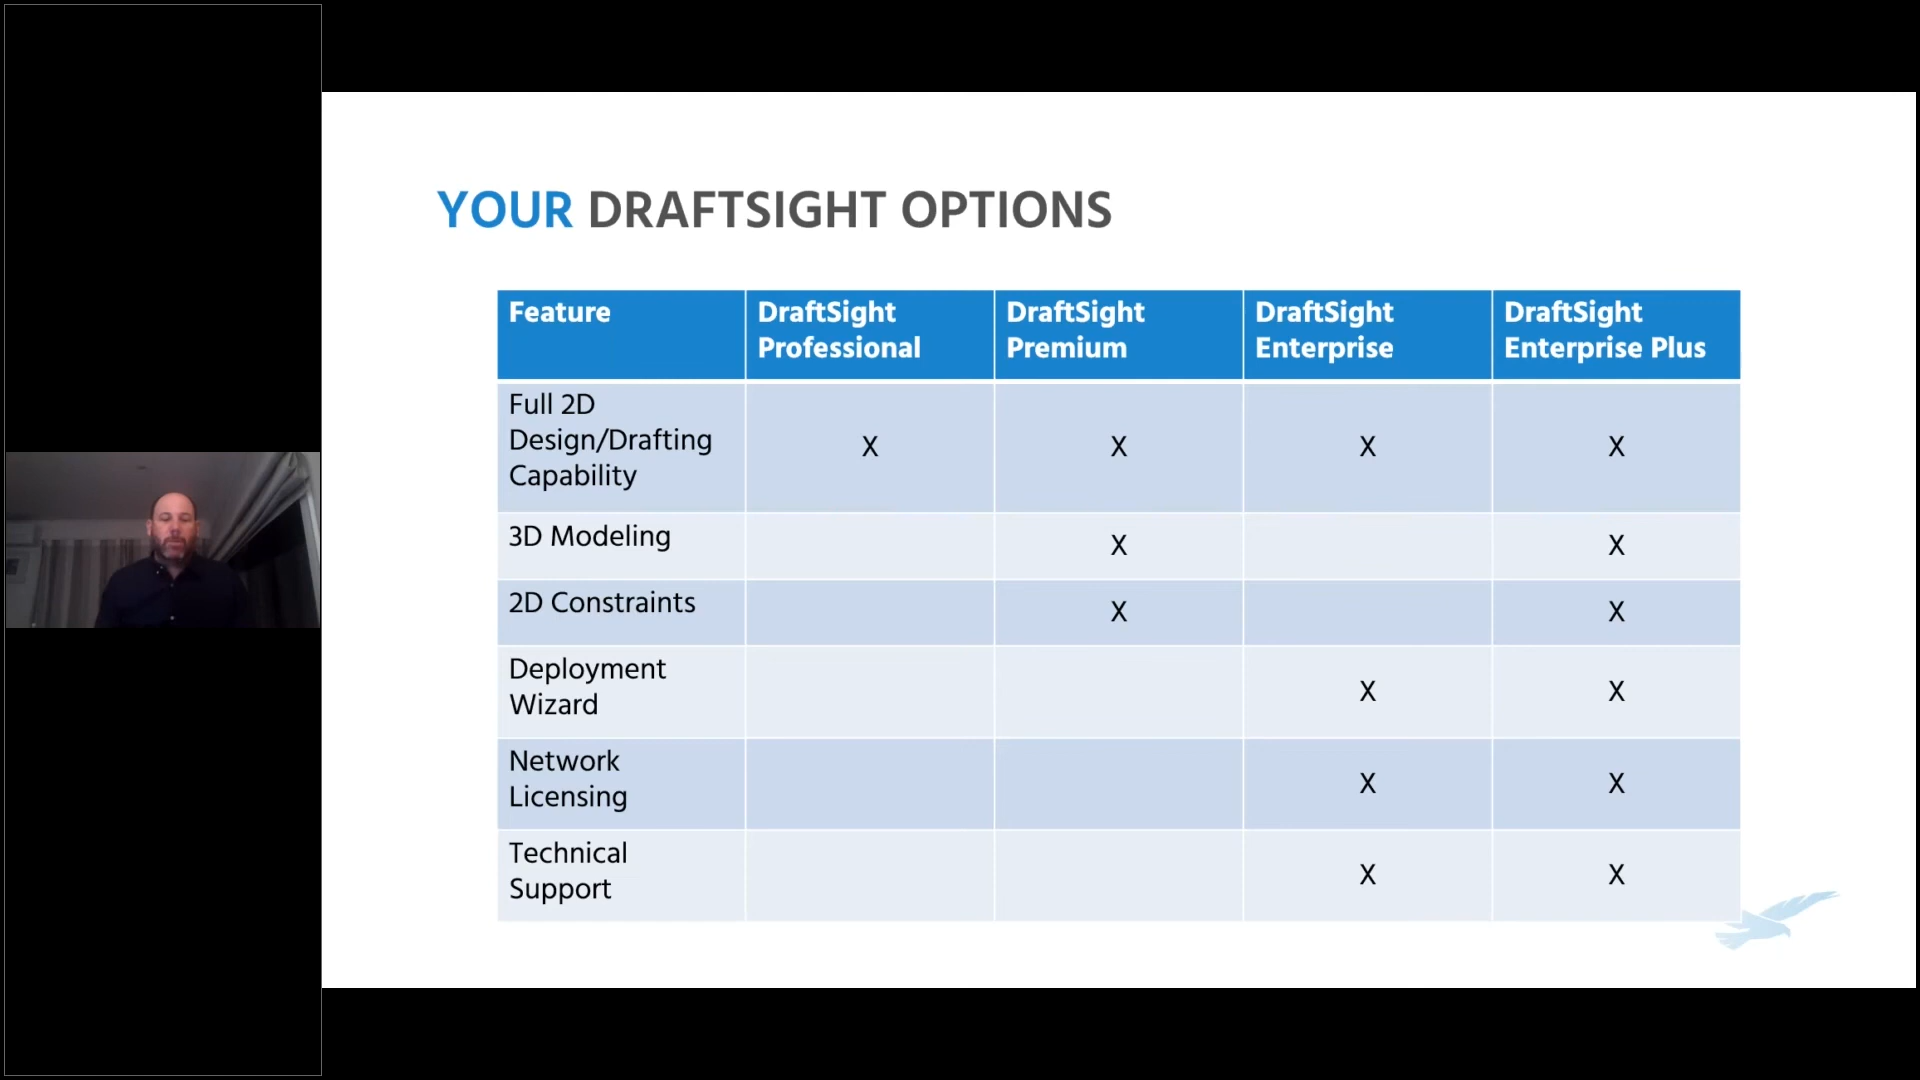 YOUR DRAFTSIGHT OPTIONS
Feature
DraftSight
Professional
DraftSight
Premium
DraftSight
Enterprise
DraftSight
Enterprise Plus
Full 2D
Design/Drafting
Capability
X
X
X
X
3D Modeling
X
X
2D Constraints
X
X
Deployment
Wizard
X
X
Network
Licensing
X
X
Technical
Support
X
X